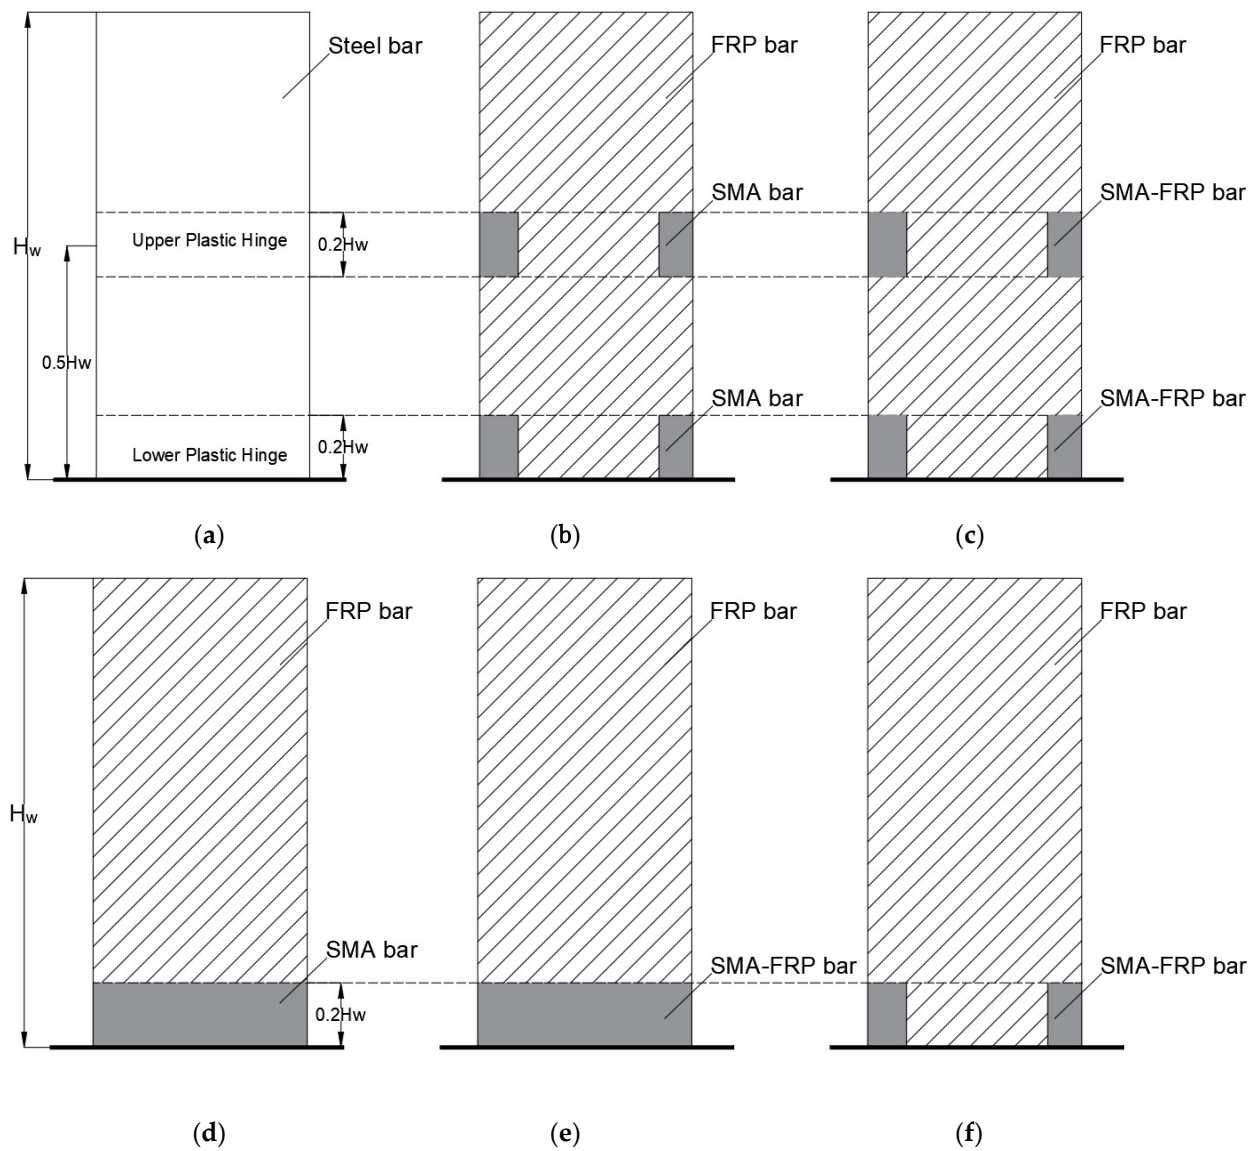 Steel bar
FRP bar
FRP bar
SMA bar
SMA-FRP bar
Hw
Upper Plastic Hinge
0.2Hw
0.5Hw
SMA bar
SMA-FRP bar
Lower Plastic Hinge
0.2Hw
(a)
(b)
(c)
FRP bar
FRP bar
FRP bar
Hw
SMA bar
SMA-FRP bar
SMA-FRP bar
0.2Hw
(d)
(e)
(f)